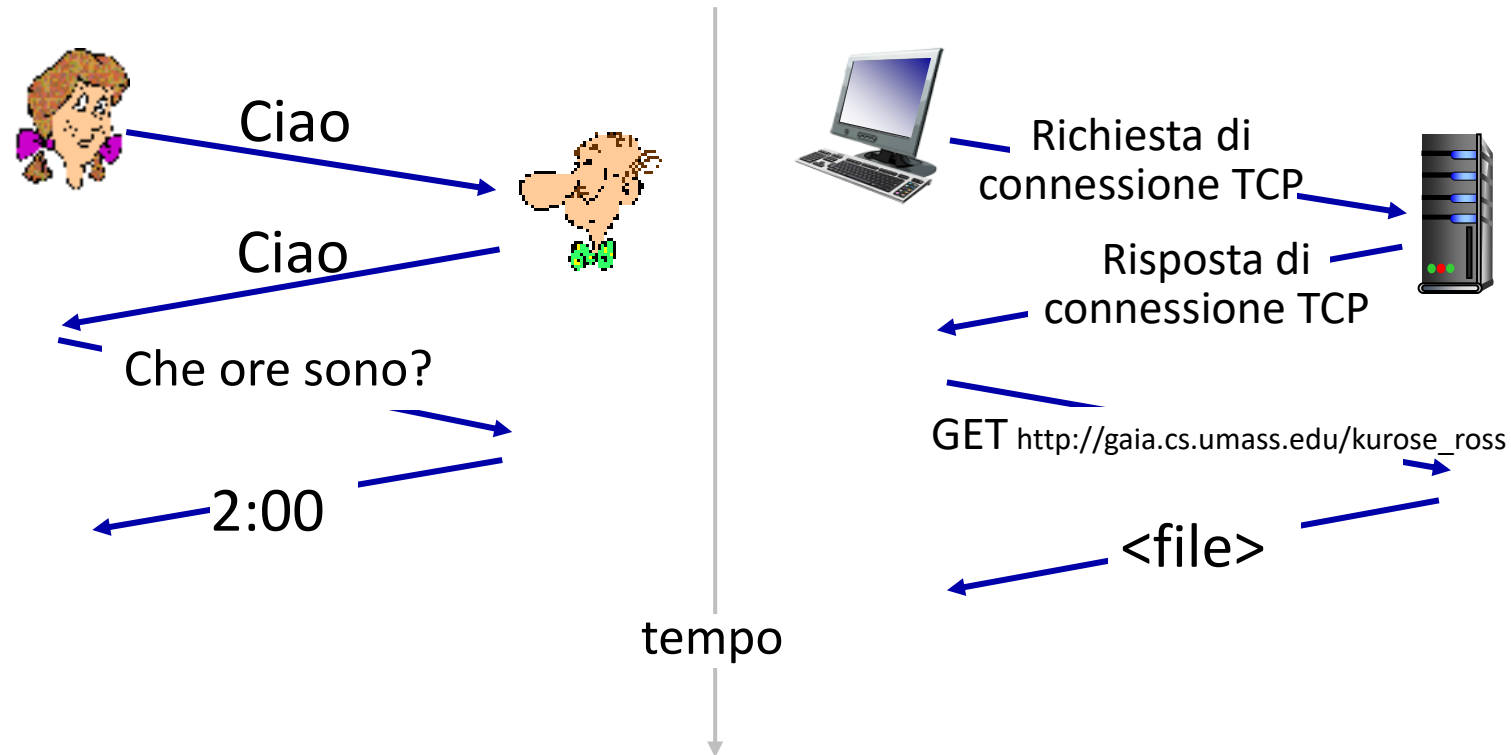 Ciao
Ciao
Che ore sono?
2:00
Richiesta di
connessione TCP
Risposta di
connessione TCP
GET http://gaia.cs.umass.edu/kurose_ross
<file>
tempo